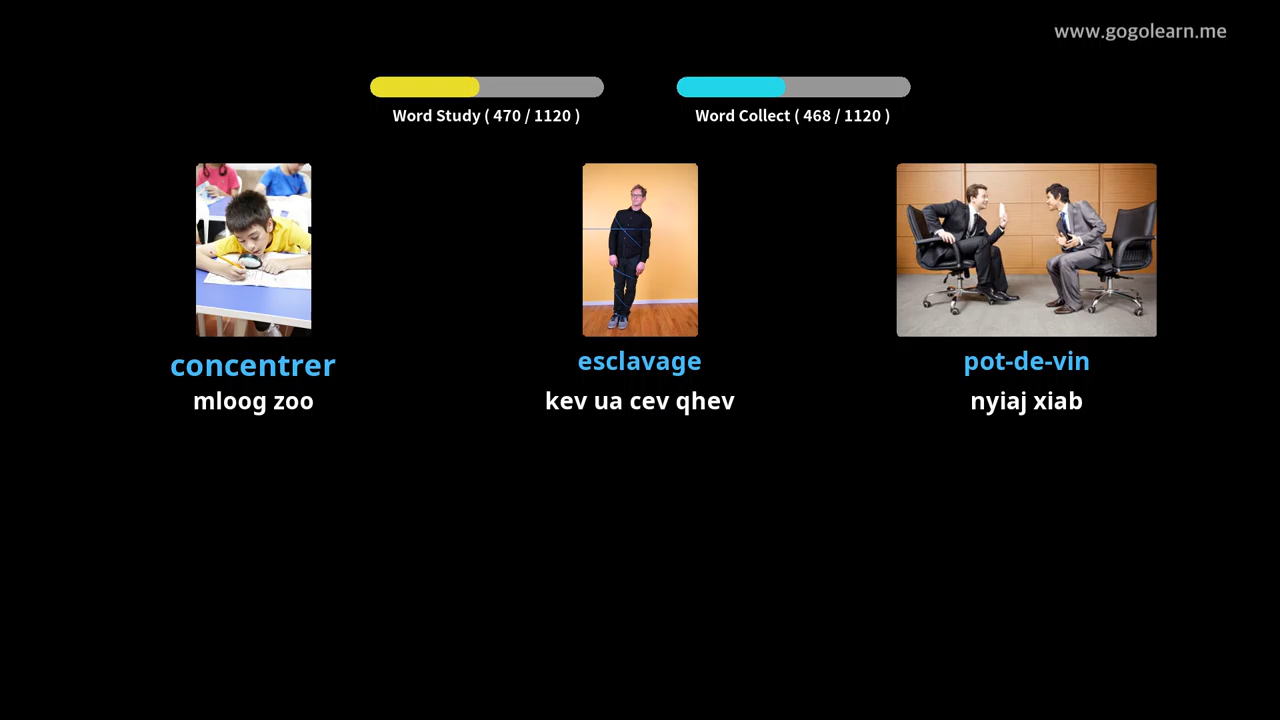 www.gogolearn.me
Word Study ( 470 / 1120 )
Word Collect ( 468 / 1120 )
concentrer
mloog zoo
esclavage
kev ua cev qhev
pot-de-vin
nyiaj xiab